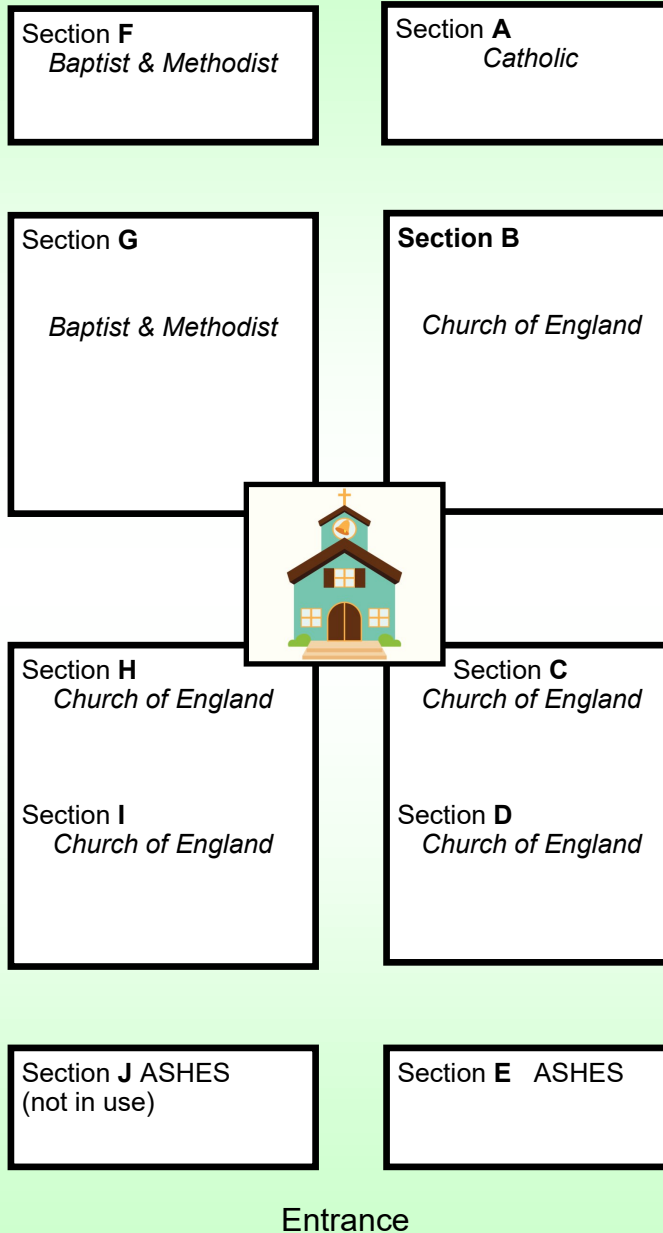 Section F
Baptist & Methodist
Section A
Catholic
Section G
Baptist & Methodist
Section B
Church of England
Section H
Church of England
Section I
Church of England
Section C
Church of England
Section D
Church of England
Section J ASHES
(not in use)
Section E ASHES
Entrance